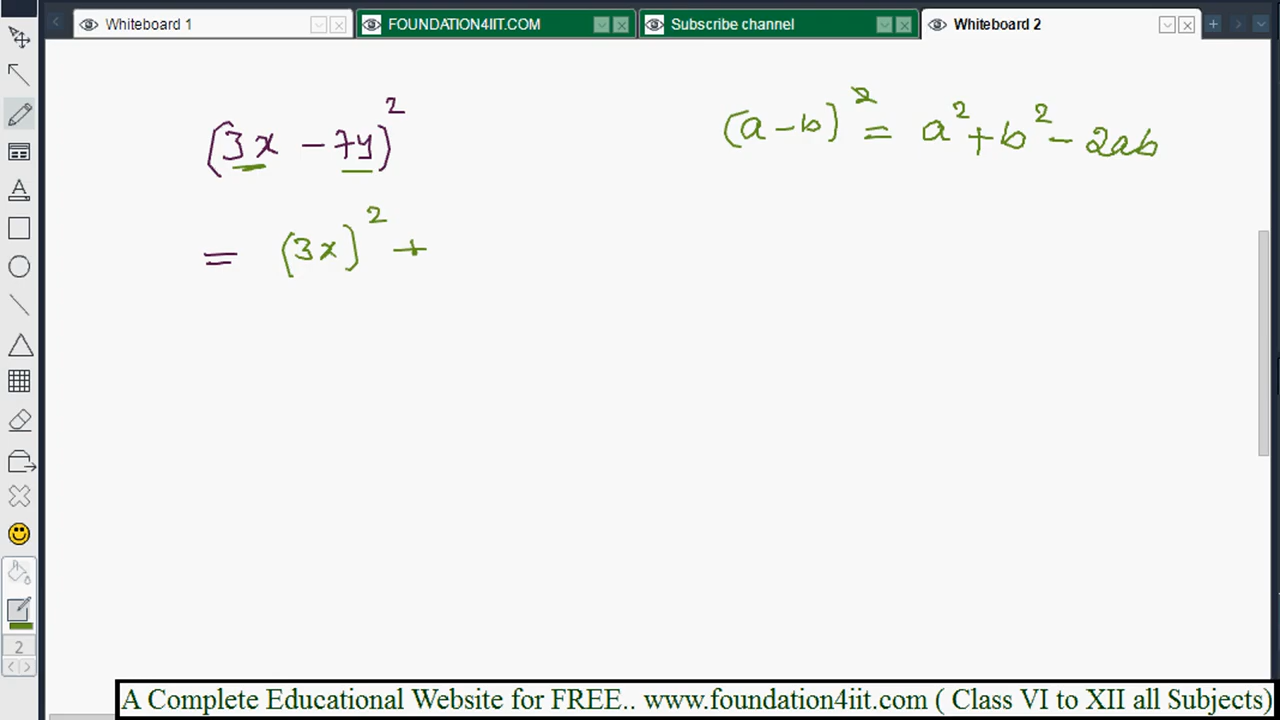 Whiteboard 1
FOUNDATION4IIT.COM
Subscribe channel
Whiteboard 2
(3x - 7y)²
(a - b)² = a² + b² - 2ab
= (3x)² +
2
A Complete Educational Website for FREE.. www.foundation4iit.com ( Class VI to XII all Subjects)